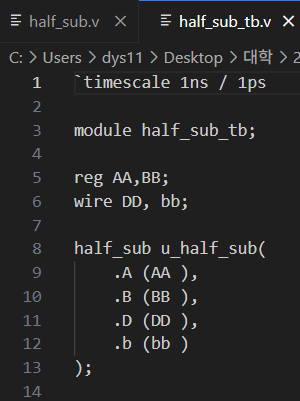 half_sub.v half_sub_tb.v
C: > Users > dys11 > Desktop > 대학 > 2
1 `timescale 1ns / 1ps
2
3 module half_sub_tb;
4
5 reg AA,BB;
6 wire DD, bb;
7
8 half_sub u_half_sub(
9 .A (AA ),
10 .B (BB ),
11 .D (DD ),
12 .b (bb )
13 );
14